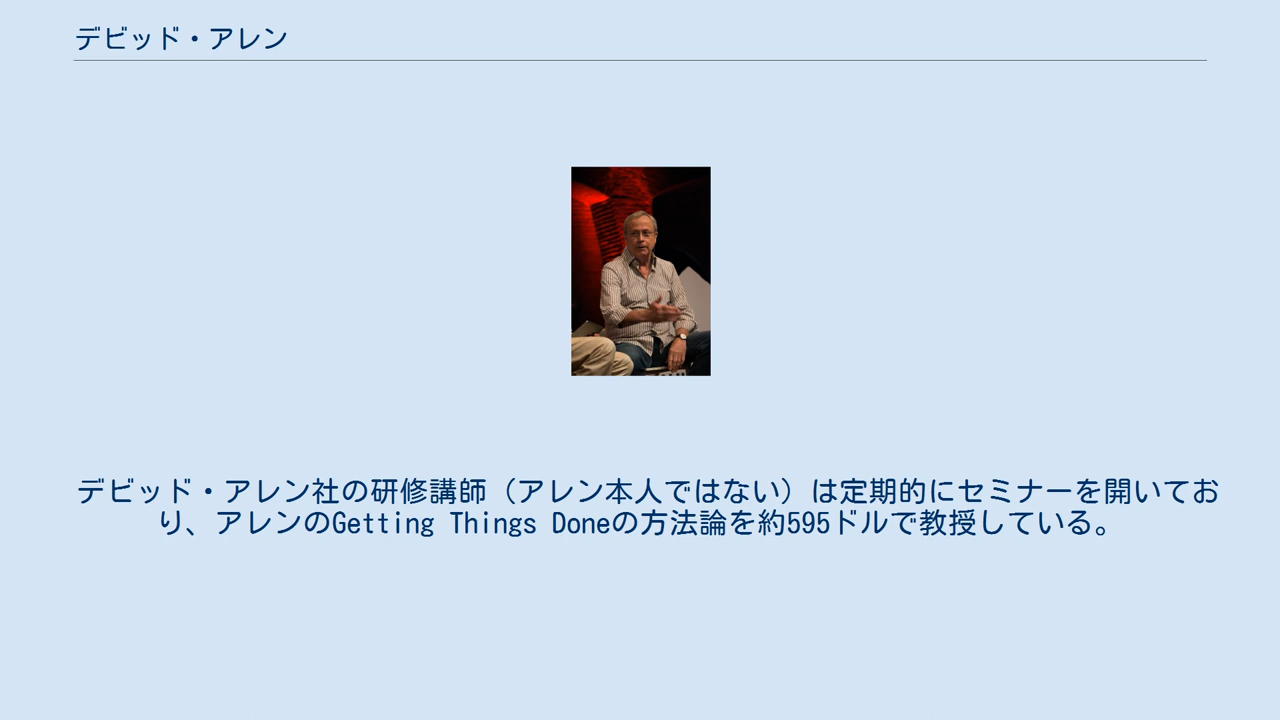 デビッド・アレン
デビッド・アレン社の研修講師（アレン本人ではない）は定期的にセミナーを開いてお
り、アレンのGetting Things Doneの方法論を約595ドルで教授している。